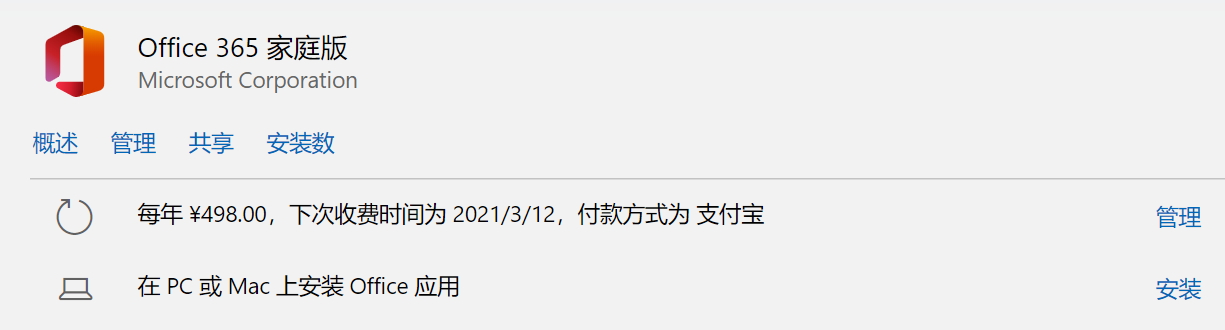 Office 365 家庭版
Microsoft Corporation
概述 管理 共享 安装数
每年 ¥498.00，下次收费时间为 2021/3/12，付款方式为 支付宝 管理
在 PC 或 Mac 上安装 Office 应用 安装